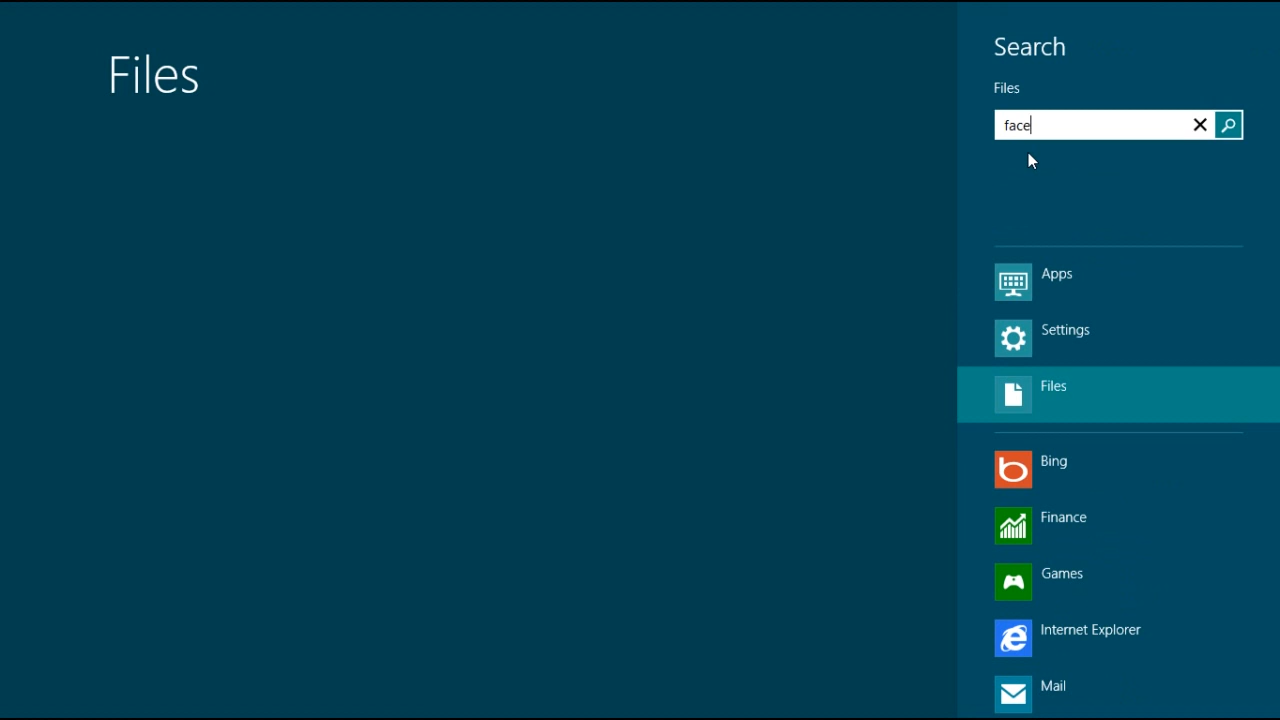 Files
Search
Files
face
Apps
Settings
Files
Bing
Finance
Games
Internet Explorer
Mail